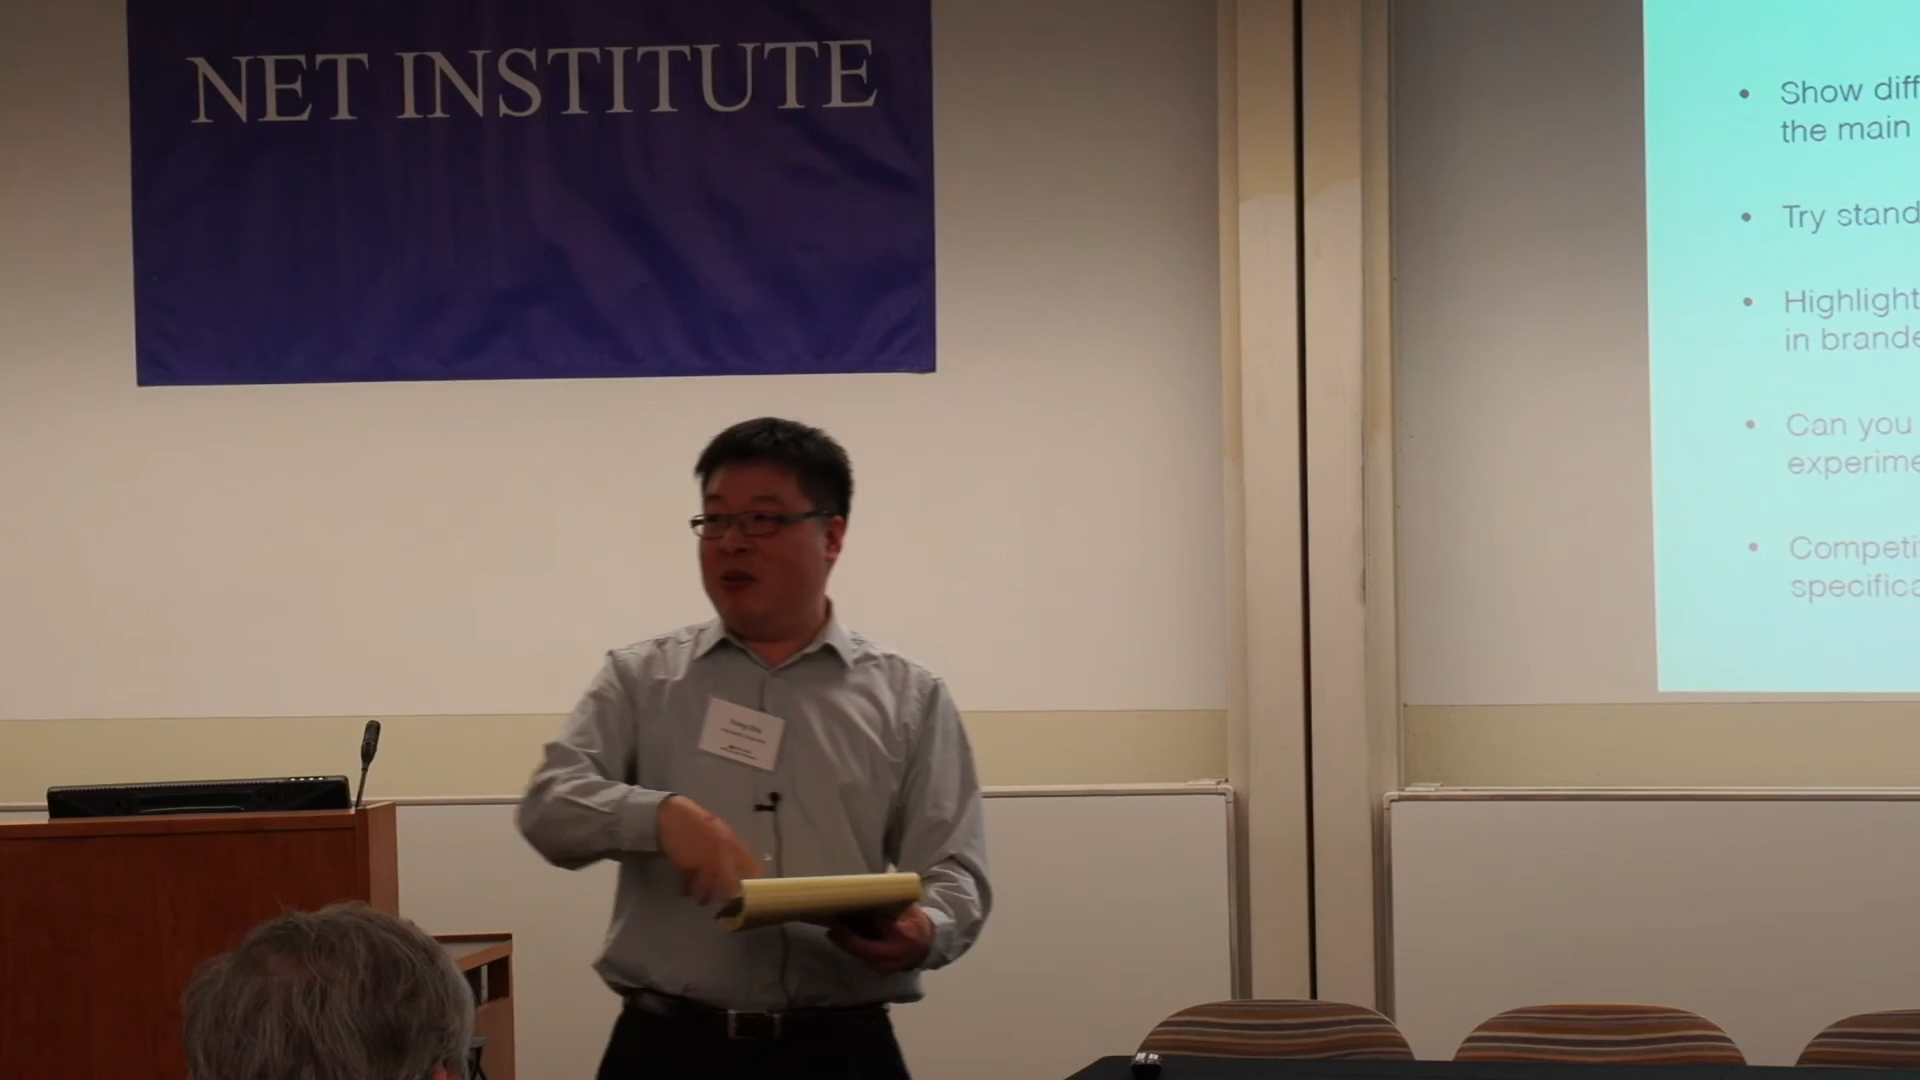 NET INSTITUTE
Show diff
the main
Try stand
Highlight
in brande
Can you
experime
Competi
specifica